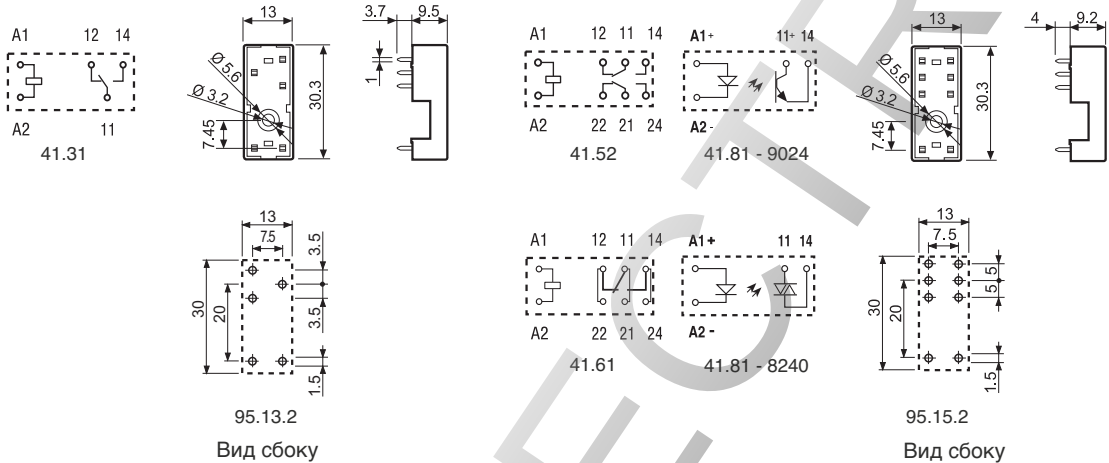 13
3.7 9.5
A1 12 14
Ø 5.6
Ø 3.2
1
30.3
7.45
A2 11
41.31
A1 12 11 14
A2 22 21 24
41.52
A1+ 11+ 14
A2-
41.81 - 9024
13
4 9.2
Ø 5.6
Ø 3.2
30.3
7.45
13
7.5
3.5
30
20
3.5
1.5
95.13.2
Вид сбоку
A1 12 11 14
A2 22 21 24
41.61
A1 + 11 14
A2 -
41.81 - 8240
13
7.5
5
5
30
20
1.5
95.15.2
Вид сбоку
ECTR